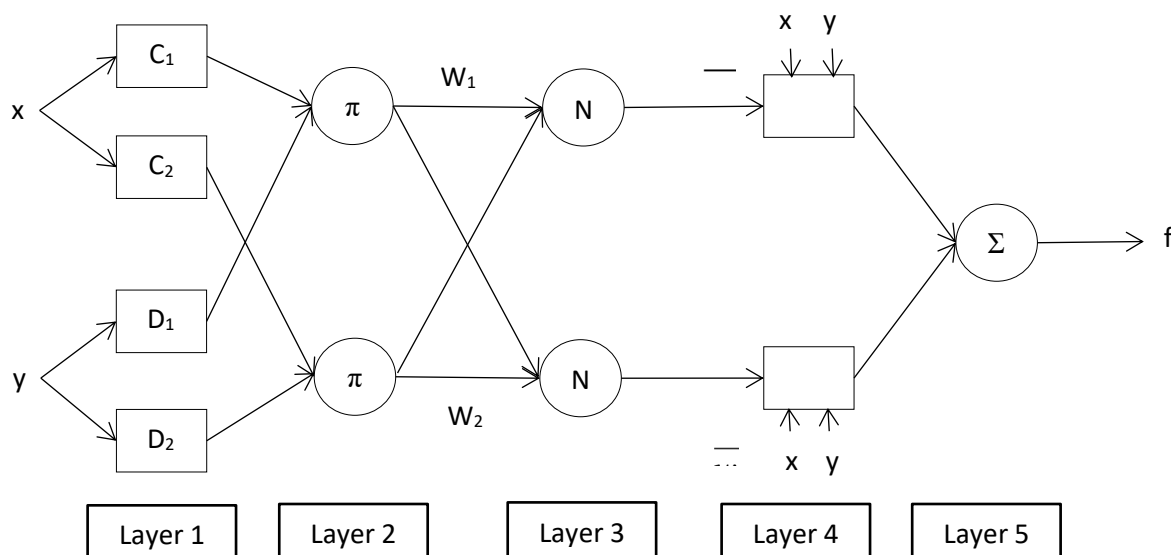 x y
C₁
W₁
π
N
x
C₂
Σ
f
D₁
y
π
N
W₂
D₂
x y
Layer 1
Layer 2
Layer 3
Layer 4
Layer 5